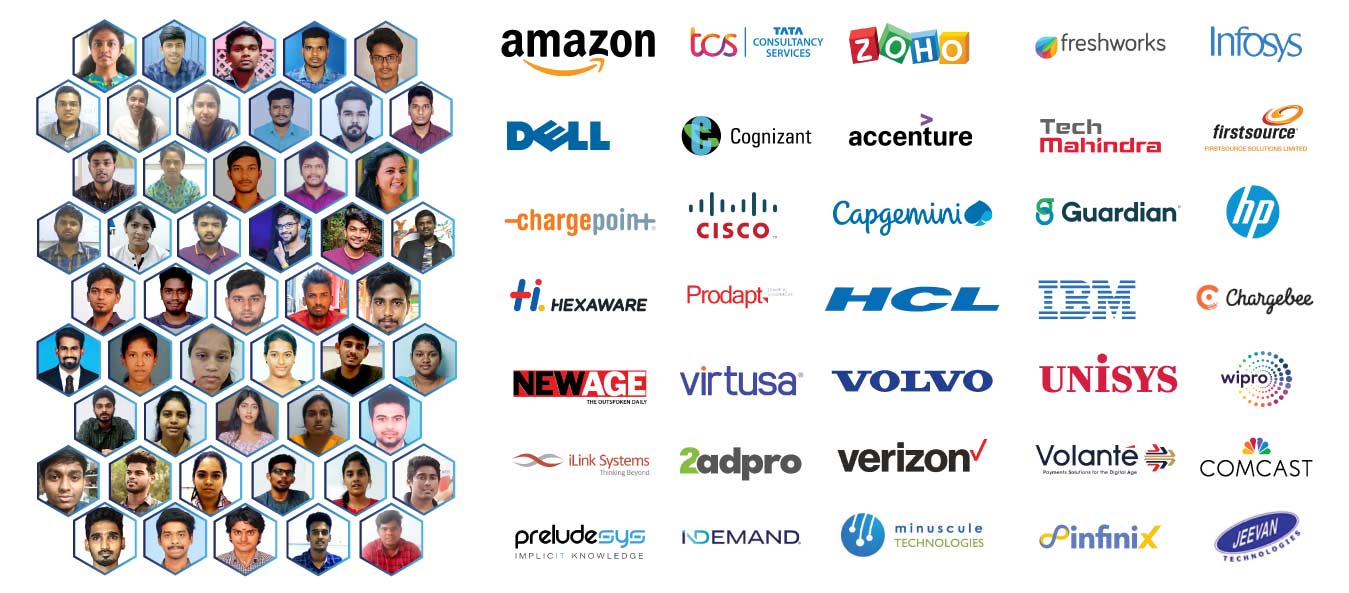 amazon
tcs TATA
CONSULTANCY
SERVICES
ZOHO
freshworks
Infosys
DELL
Cognizant
accenture
Tech
Mahindra
firstsource
FIRSTSOURCE SOLUTIONS LIMITED
-chargepoin+
CISCO
Capgemini
Guardian
hp
Hi. HEXAWARE
Prodapt
HCL
IBM
Chargebee
NEWAGE
THE OUTSPOKEN DAILY
virtusa
VOLVO
UNiSYS
wipro
iLink Systems
Thinking Beyond
2adpro
verizon✓
Volanté
Payments Solutions for the Digital Age
COMCAST
preludesys
IMPLICIT KNOWLEDGE
INDEMAND
minuscule
TECHNOLOGIES
infiniX
JEEVAN
TECHNOLOGIES